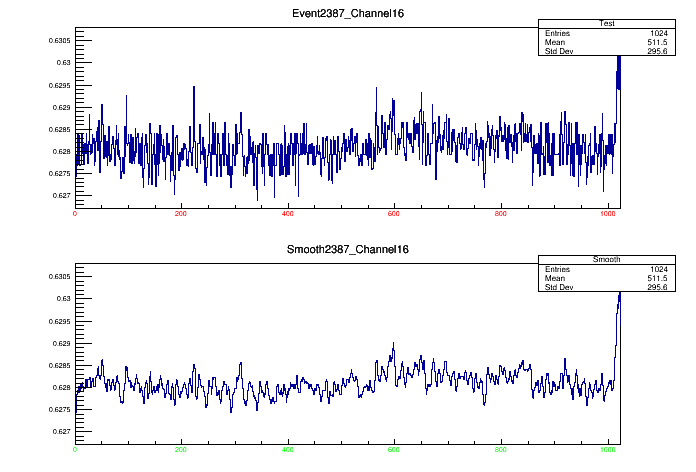 Event2387_Channel16
Test
Entries 1024
Mean 511.5
Std Dev 295.6
0.6305
0.63
0.6295
0.629
0.6285
0.628
0.6275
0.627
0 200 400 600 800 1000
Smooth2387_Channel16
Smooth
Entries 1024
Mean 511.5
Std Dev 295.6
0.6305
0.63
0.6295
0.629
0.6285
0.628
0.6275
0.627
0 200 400 600 800 1000